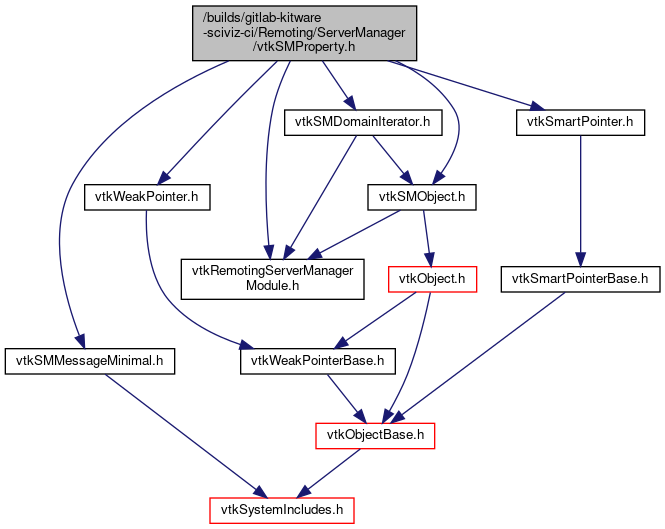 /builds/gitlab-kitware
-sciviz-ci/Remoting/ServerManager
/vtkSMProperty.h
vtkSMDomainIterator.h
vtkSmartPointer.h
vtkWeakPointer.h
vtkSMObject.h
vtkRemotingServerManager
Module.h
vtkObject.h
vtkSmartPointerBase.h
vtkSMMessageMinimal.h
vtkWeakPointerBase.h
vtkObjectBase.h
vtkSystemIncludes.h